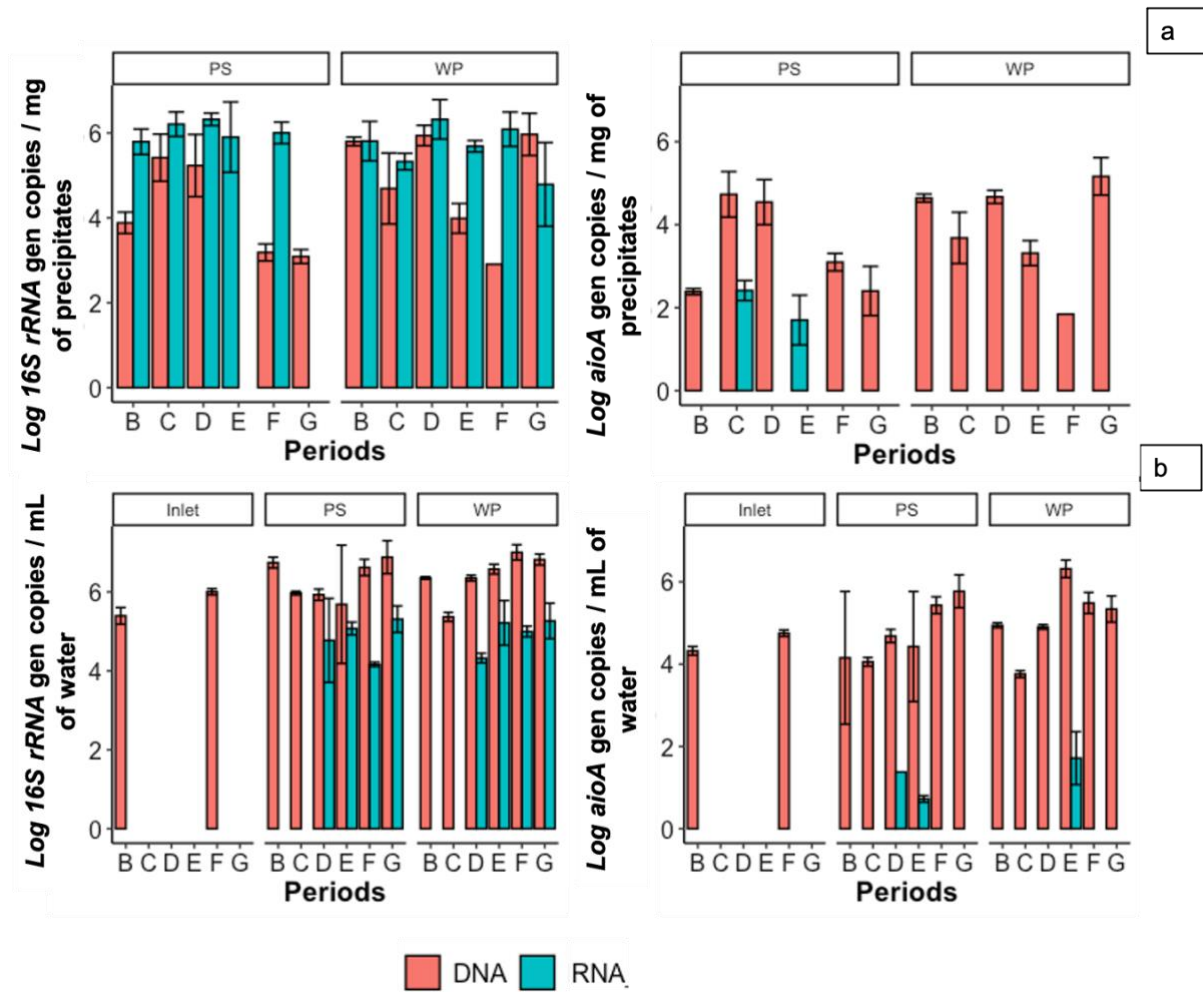 a
PS WP
Log 16S rRNA gen copies / mg
of precipitates
6
4
2
0
B C D E F G B C D E F G
Periods
PS WP
Log aioA gen copies / mg of
precipitates
6
4
2
0
B C D E F G B C D E F G
Periods
b
Inlet PS WP
Log 16S rRNA gen copies / mL
of water
6
4
2
0
B C D E F G B C D E F G B C D E F G
Periods
Inlet PS WP
Log aioA gen copies / mL of
water
6
4
2
0
B C D E F G B C D E F G B C D E F G
Periods
DNA RNA